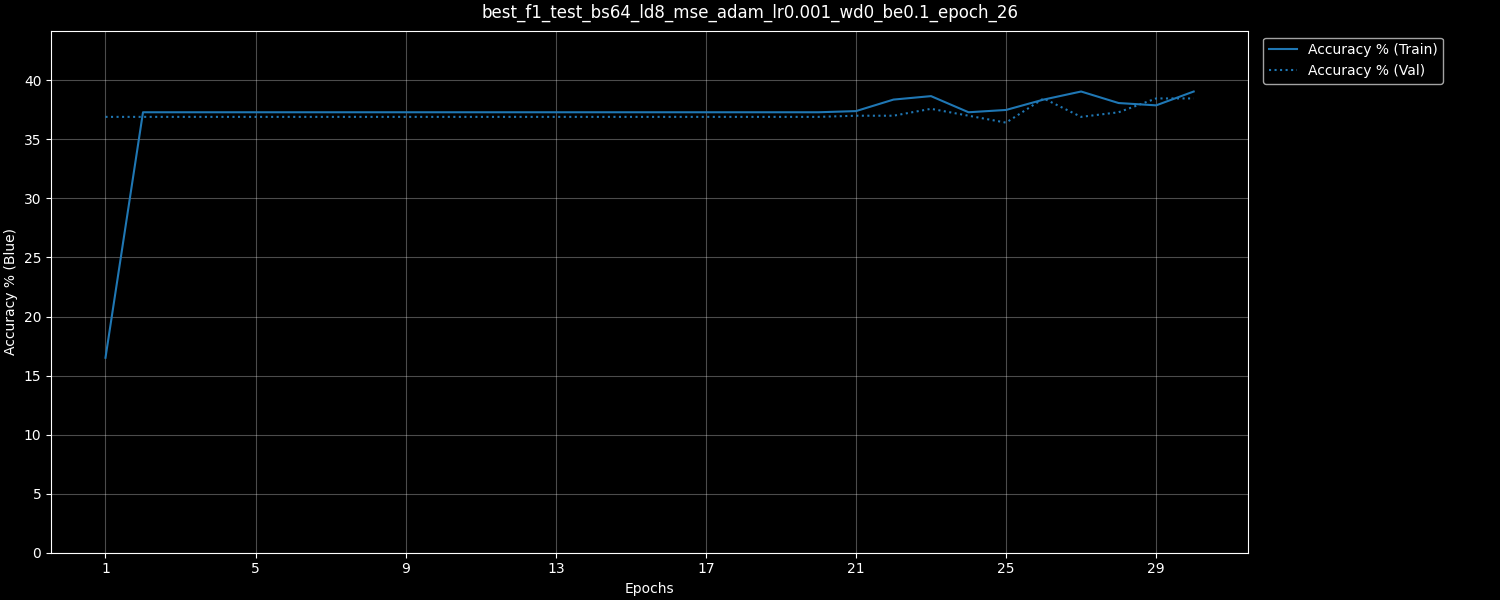 best_f1_test_bs64_ld8_mse_adam_lr0.001_wd0_be0.1_epoch_26
Accuracy % (Train)
Accuracy % (Val)
Accuracy % (Blue)
40
35
30
25
20
15
10
5
0
1 5 9 13 17 21 25 29
Epochs